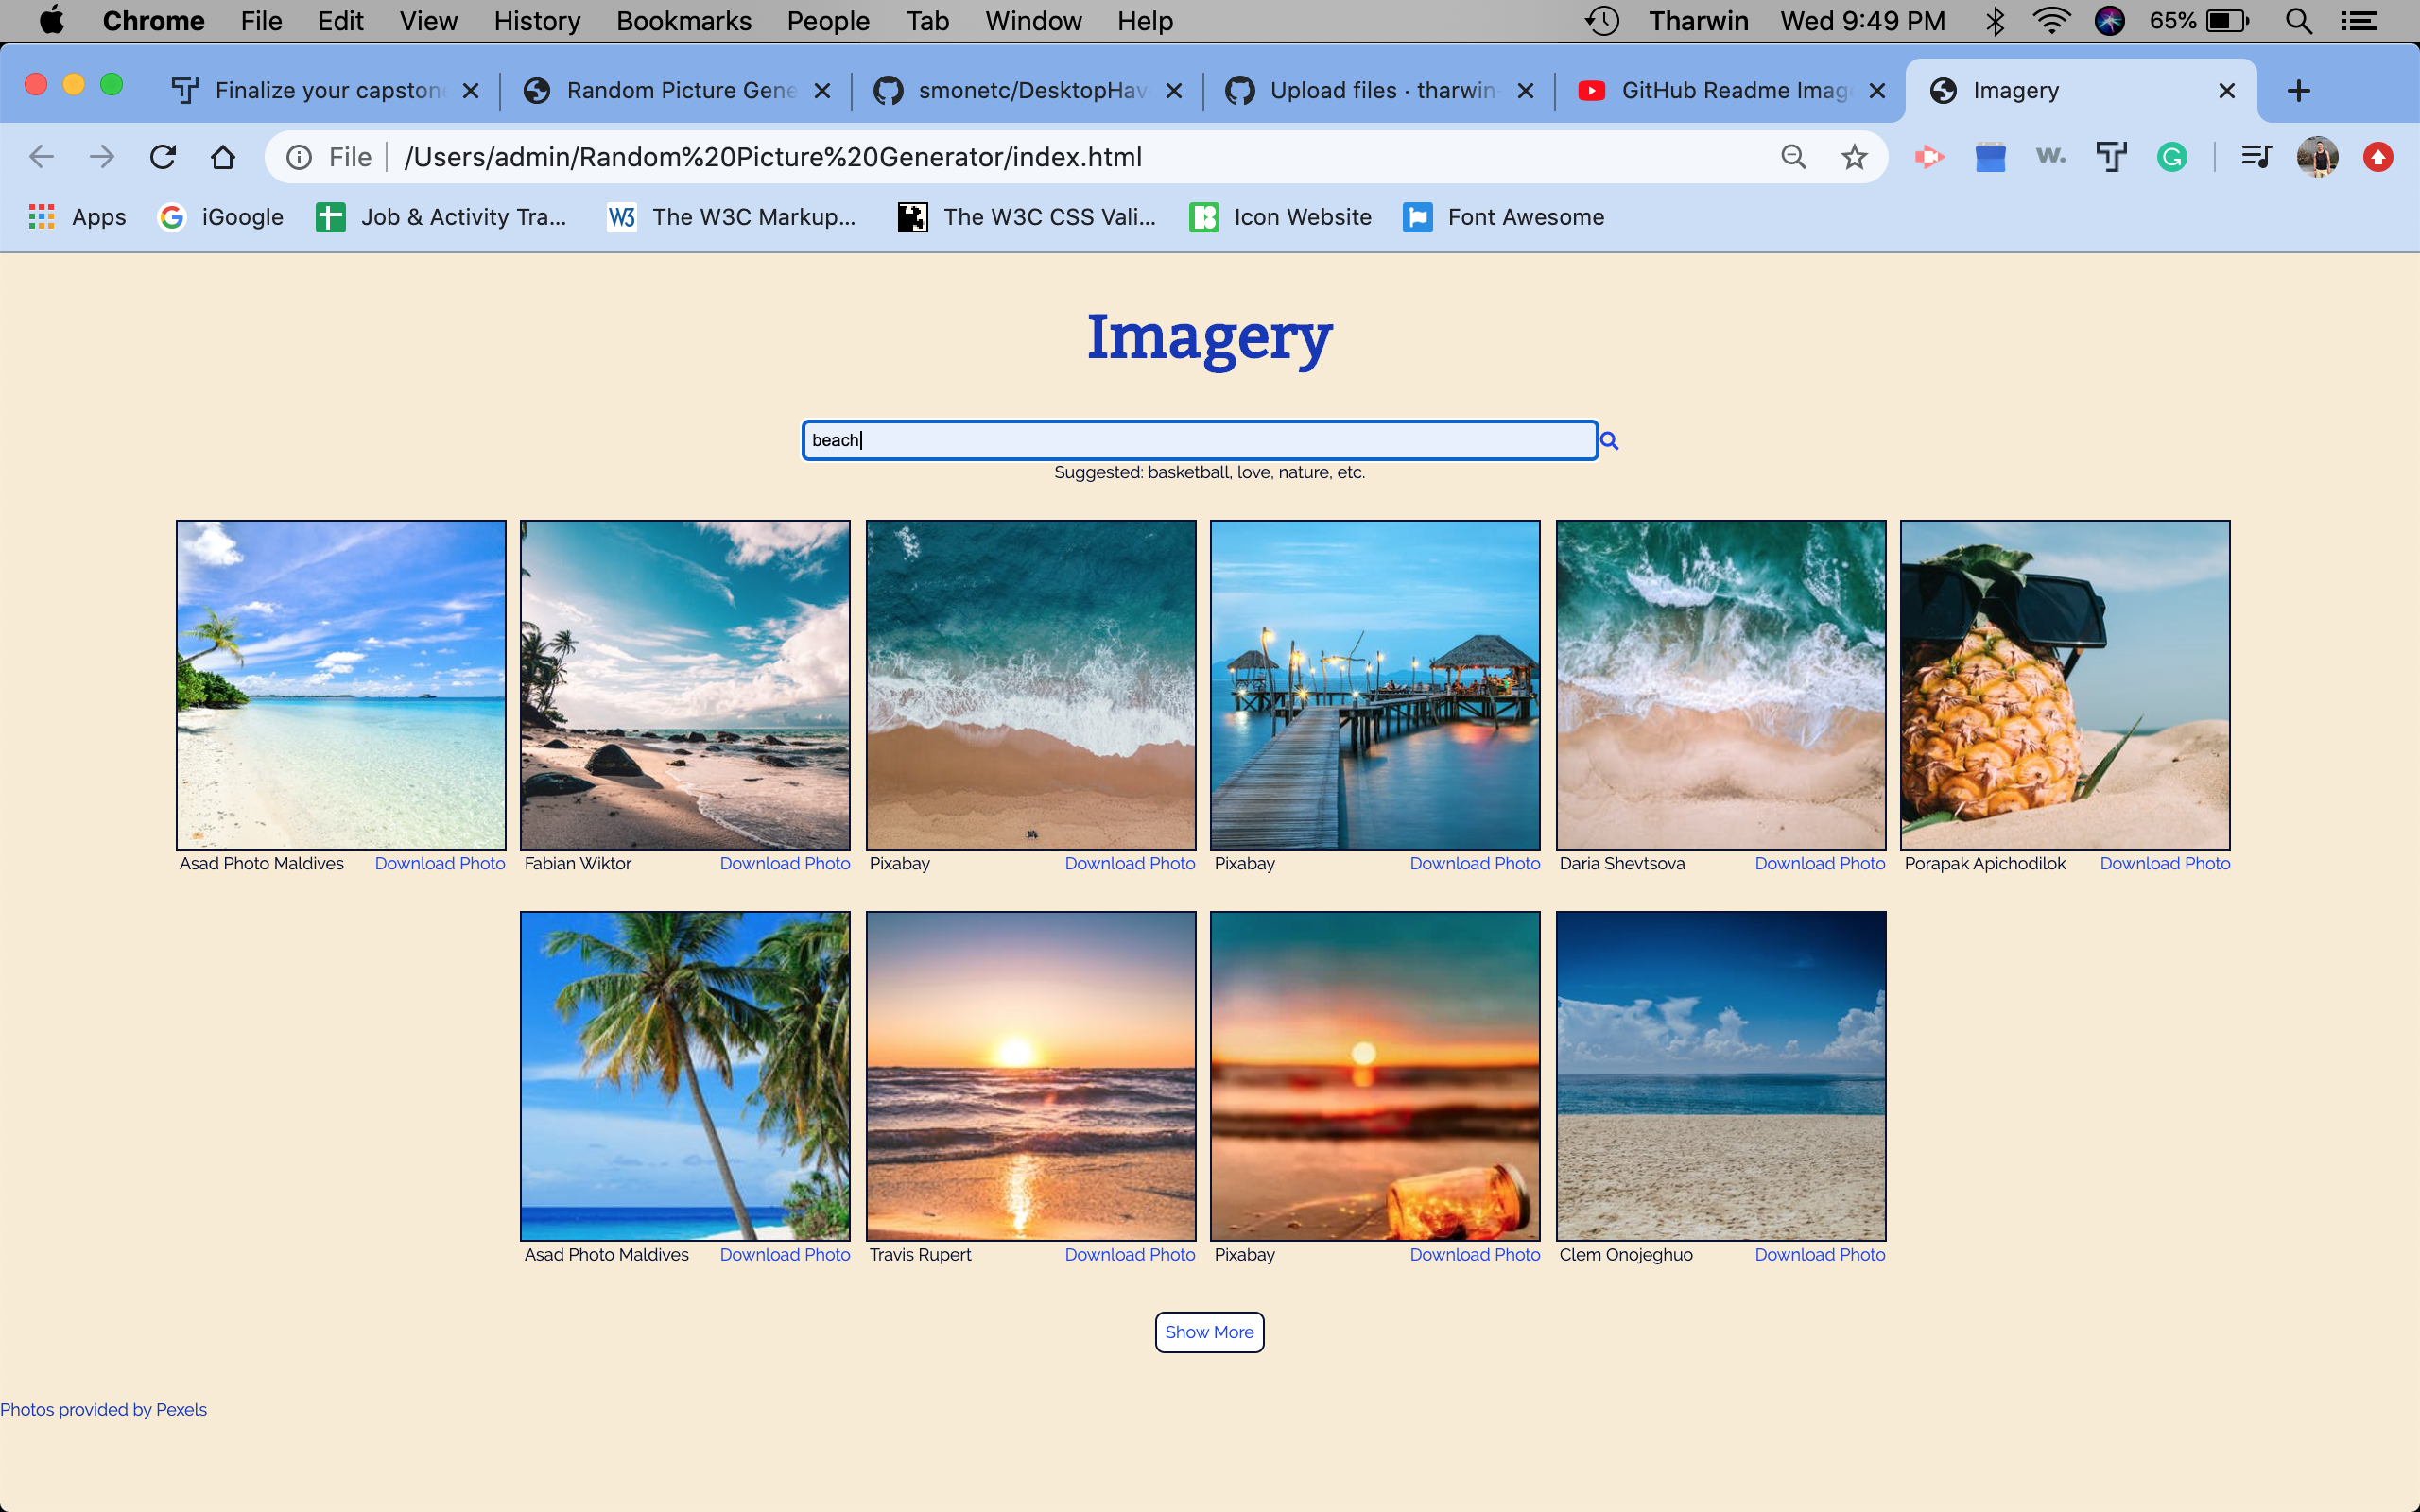 Chrome File Edit View History Bookmarks People Tab Window Help Tharwin Wed 9:49 PM 65%
Finalize your capston Random Picture Gene smonetc/DesktopHav Upload files · tharwin- GitHub Readme Imag Imagery
File /Users/admin/Random%20Picture%20Generator/index.html w.
Apps iGoogle Job & Activity Tra... W3 The W3C Markup... The W3C CSS Vali... Icon Website Font Awesome
Imagery
beach
Suggested: basketball, love, nature, etc.
Asad Photo Maldives Download Photo Fabian Wiktor Download Photo Pixabay Download Photo Pixabay Download Photo Daria Shevtsova Download Photo Porapak Apichodilok Download Photo
Asad Photo Maldives Download Photo Travis Rupert Download Photo Pixabay Download Photo Clem Onojeghuo Download Photo
Show More
Photos provided by Pexels